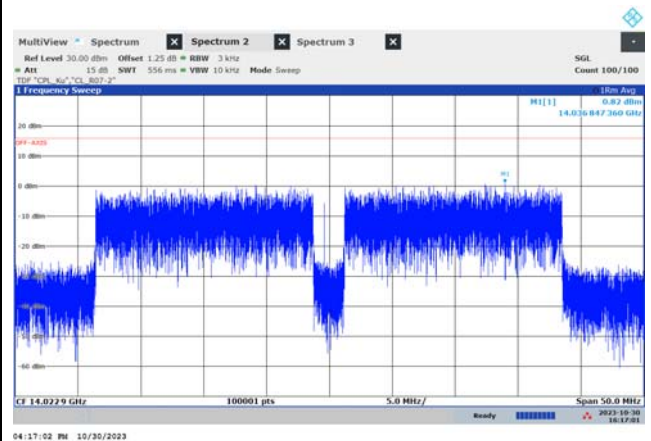 MultiView Spectrum X Spectrum 2 X Spectrum 3 X
Ref Level 30.00 dBm Offset 1.25 dB RBW 3 kHz SGL
Att 15 dB SWT 556 ms VBW 10 kHz Mode Sweep Count 100/100
TDF "CPL_Ku","CL_R07-2"
1 Frequency Sweep 1Rm Avg
M1[1] 0.82 dBm
14.036 847 360 GHz
20 dBm
OFF-AXIS
10 dBm
M1
0 dBm
-10 dBm
-20 dBm
-60 dBm
CF 14.0229 GHz 100001 pts 5.0 MHz/ Span 50.0 MHz
Ready 2023-10-30
16:17:01
04:17:02 PM 10/30/2023